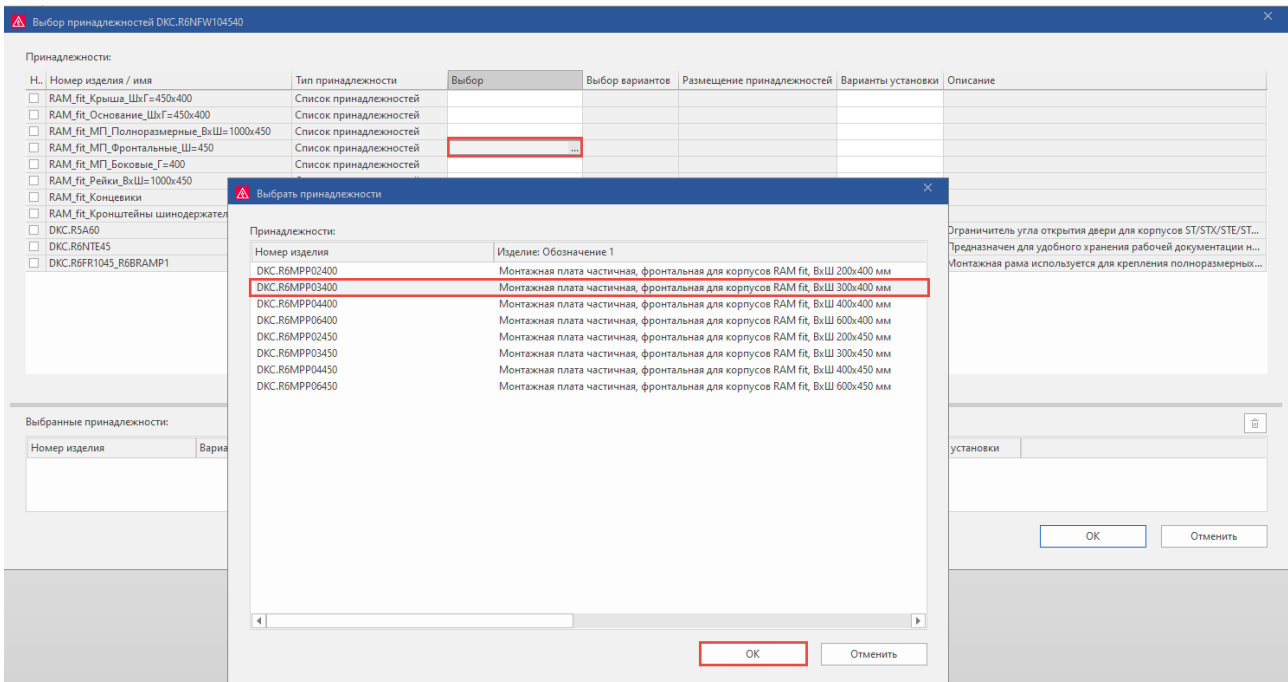 Выбор принадлежностей DKC.R6NFW104540
Принадлежности:
Н.. Номер изделия / имя Тип принадлежности Выбор Выбор вариантов Размещение принадлежностей Варианты установки Описание
RAM_fit_Крыша_ШхГ=450x400 Список принадлежностей
RAM_fit_Основание_ШхГ=450x400 Список принадлежностей
RAM_fit_МП_Полноразмерные_ВхШ=1000x450 Список принадлежностей
RAM_fit_МП_Фронтальные_Ш=450 Список принадлежностей ...
RAM_fit_МП_Боковые_Г=400 Список принадлежностей
RAM_fit_Рейки_ВхШ=1000x450
RAM_fit_Концевики
RAM_fit_Кронштейны шинодержател
DKC.R5A60 Ограничитель угла открытия двери для корпусов ST/STX/STE/ST...
DKC.R6NTE45 Предназначен для удобного хранения рабочей документации н...
DKC.R6FR1045_R6BRAMP1 Монтажная рама используется для крепления полноразмерных...
Выбрать принадлежности
Принадлежности:
Номер изделия Изделие: Обозначение 1
DKC.R6MPP02400 Монтажная плата частичная, фронтальная для корпусов RAM fit, ВхШ 200x400 мм
DKC.R6MPP03400 Монтажная плата частичная, фронтальная для корпусов RAM fit, ВхШ 300x400 мм
DKC.R6MPP04400 Монтажная плата частичная, фронтальная для корпусов RAM fit, ВхШ 400x400 мм
DKC.R6MPP06400 Монтажная плата частичная, фронтальная для корпусов RAM fit, ВхШ 600x400 мм
DKC.R6MPP02450 Монтажная плата частичная, фронтальная для корпусов RAM fit, ВхШ 200x450 мм
DKC.R6MPP03450 Монтажная плата частичная, фронтальная для корпусов RAM fit, ВхШ 300x450 мм
DKC.R6MPP04450 Монтажная плата частичная, фронтальная для корпусов RAM fit, ВхШ 400x450 мм
DKC.R6MPP06450 Монтажная плата частичная, фронтальная для корпусов RAM fit, ВхШ 600x450 мм
OK Отменить
Выбранные принадлежности:
Номер изделия Вариа установки
OK Отменить